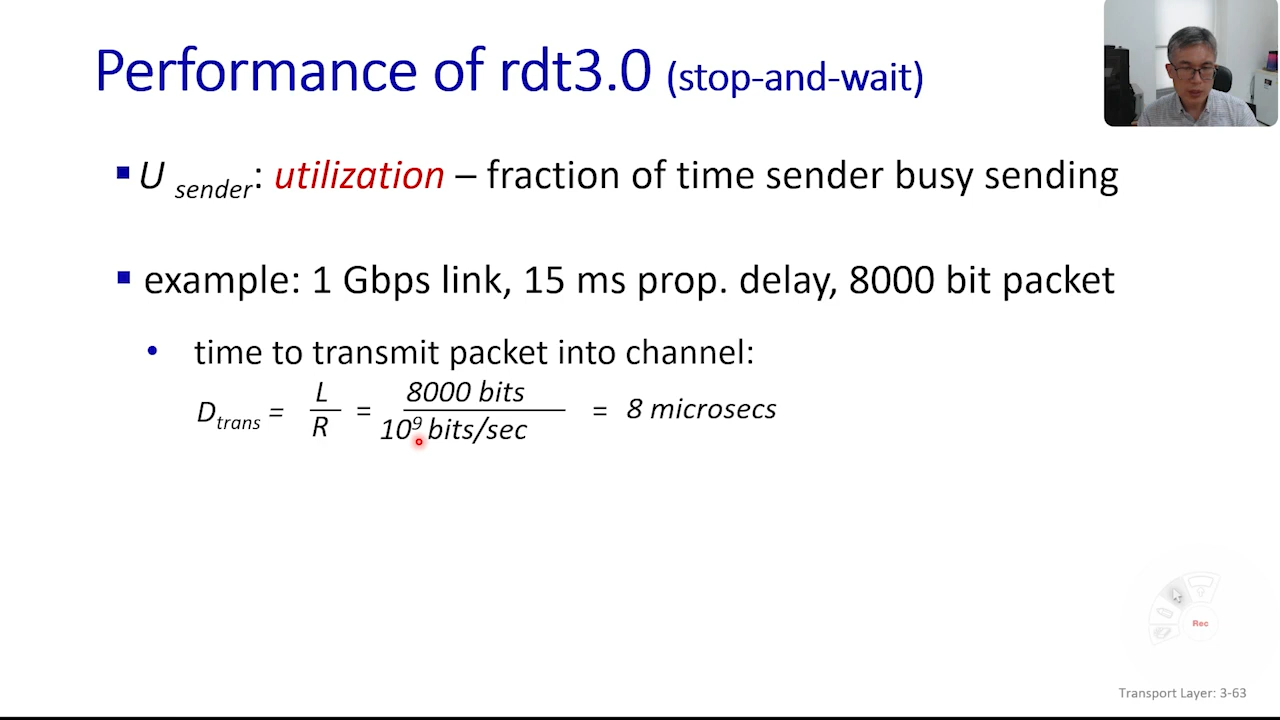 Performance of rdt3.0 (stop-and-wait)
U sender: utilization – fraction of time sender busy sending
example: 1 Gbps link, 15 ms prop. delay, 8000 bit packet
• time to transmit packet into channel:
Dtrans = L/R = 8000 bits / 10⁹ bits/sec = 8 microsecs
Rec
Transport Layer: 3-63